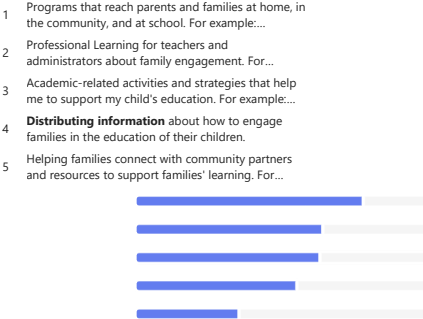 1 Programs that reach parents and families at home, in
the community, and at school. For example:...
2 Professional Learning for teachers and
administrators about family engagement. For...
3 Academic-related activities and strategies that help
me to support my child's education. For example:...
4 Distributing information about how to engage
families in the education of their children.
5 Helping families connect with community partners
and resources to support families' learning. For...